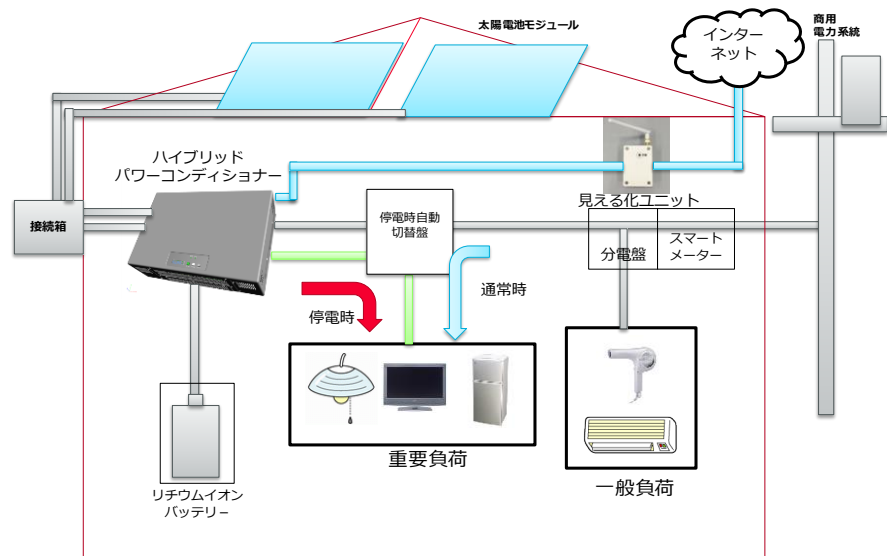 太陽電池モジュール
商用
電力系統
インター
ネット
ハイブリッド
パワーコンディショナー
見える化ユニット
接続箱
停電時自動
切替盤
分電盤
スマート
メーター
通常時
停電時
重要負荷
一般負荷
リチウムイオン
バッテリー